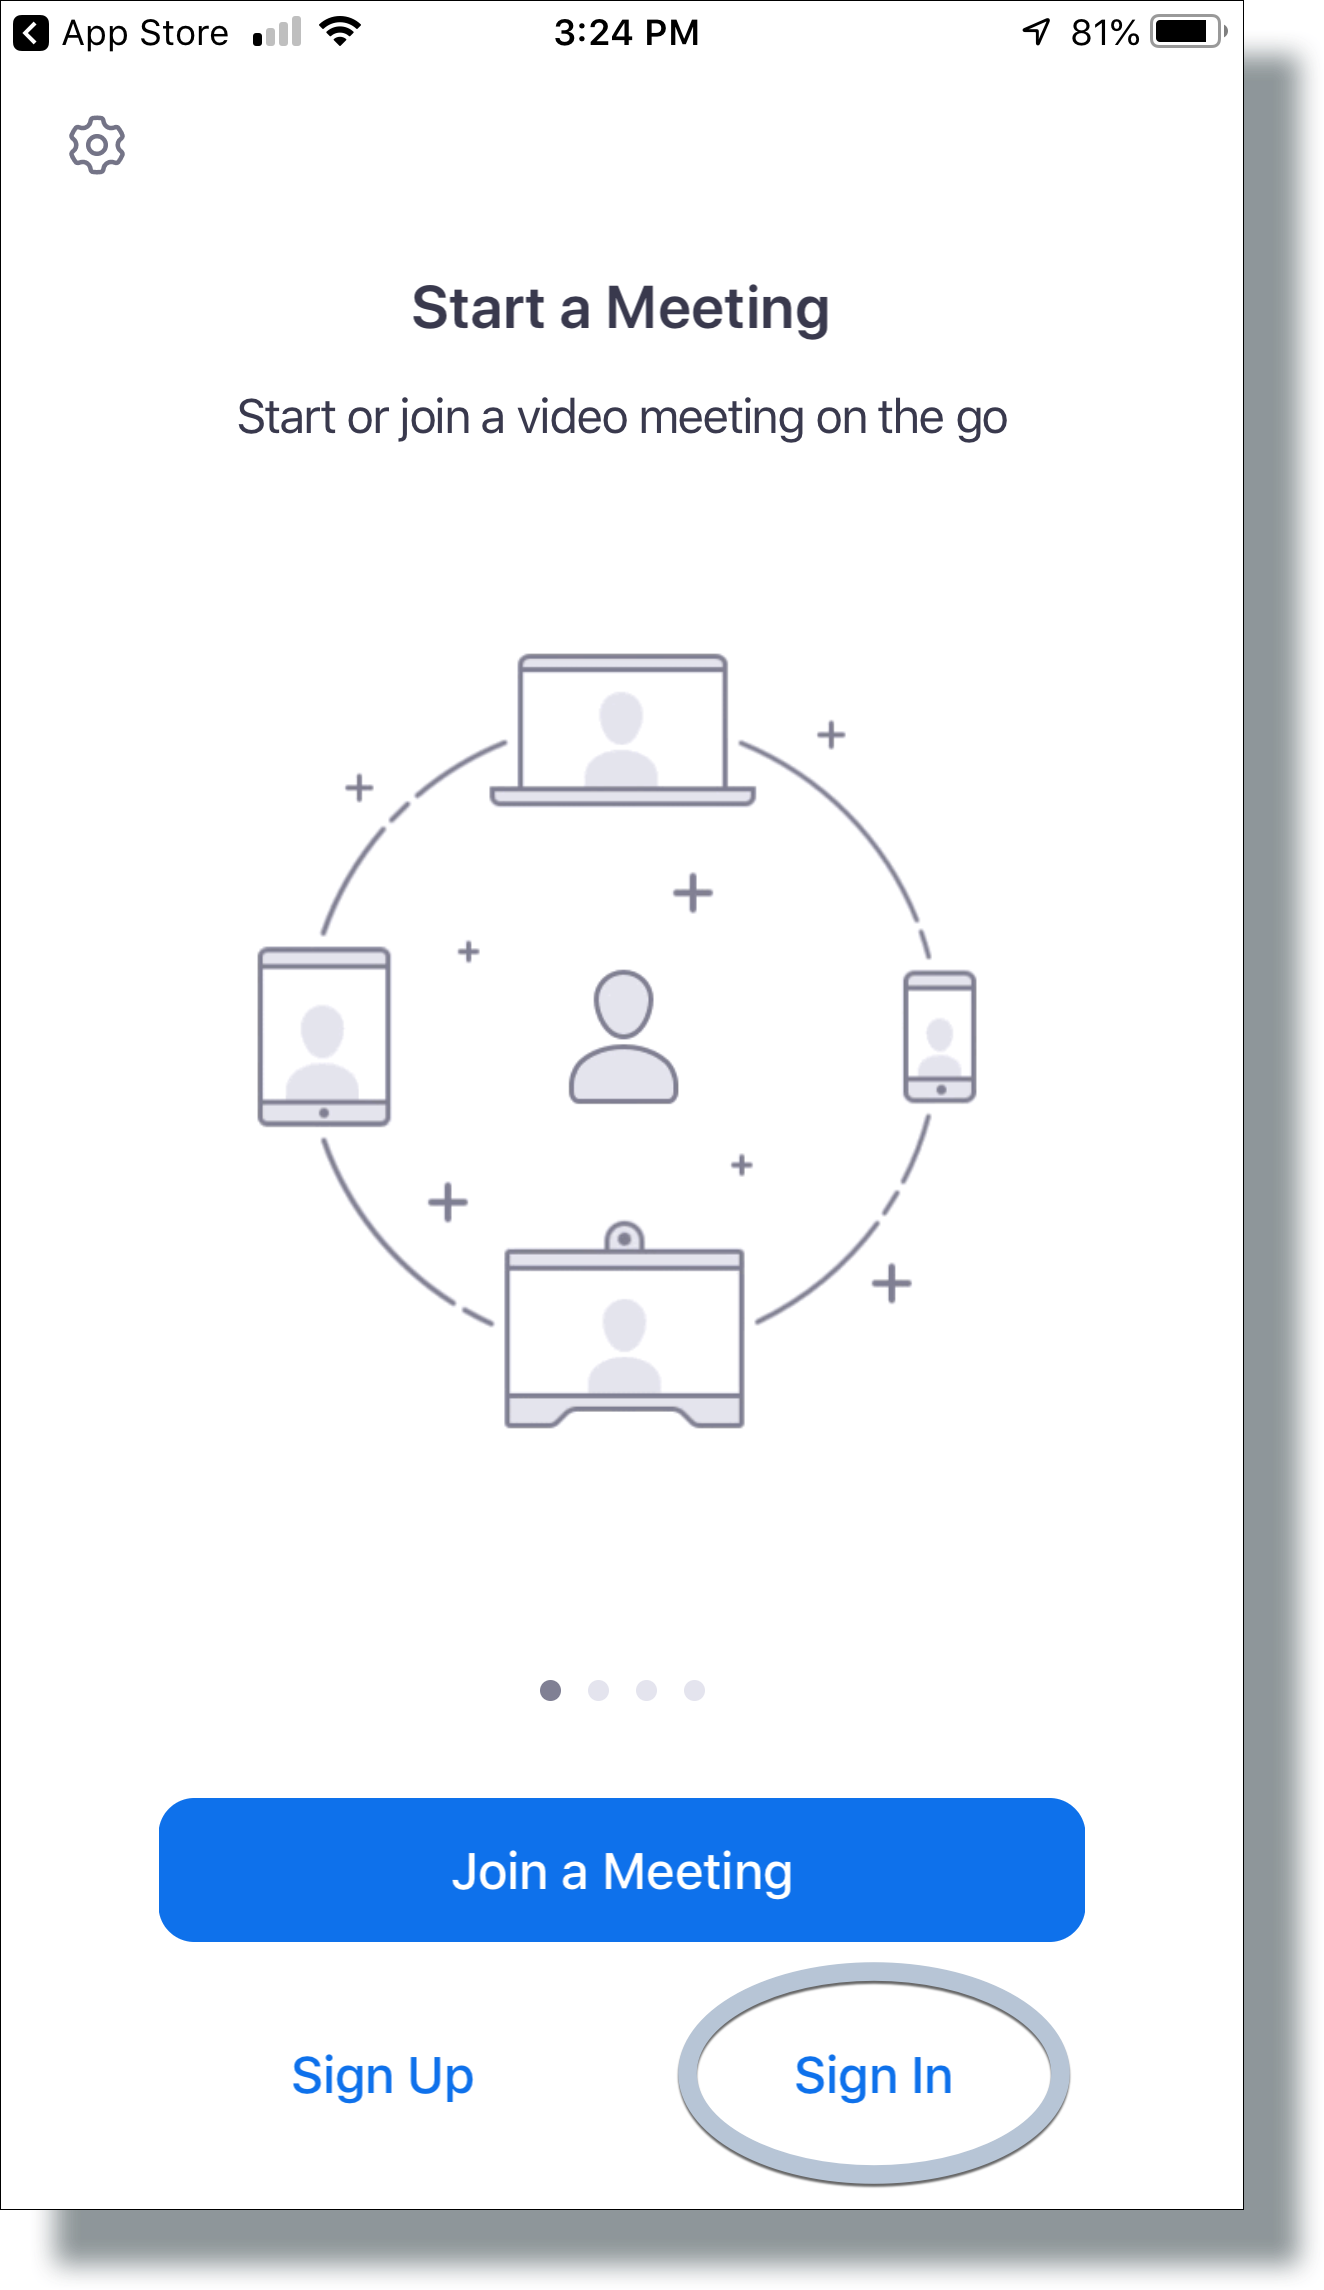 App Store 3:24 PM 81%
Start a Meeting
Start or join a video meeting on the go
Join a Meeting
Sign Up Sign In